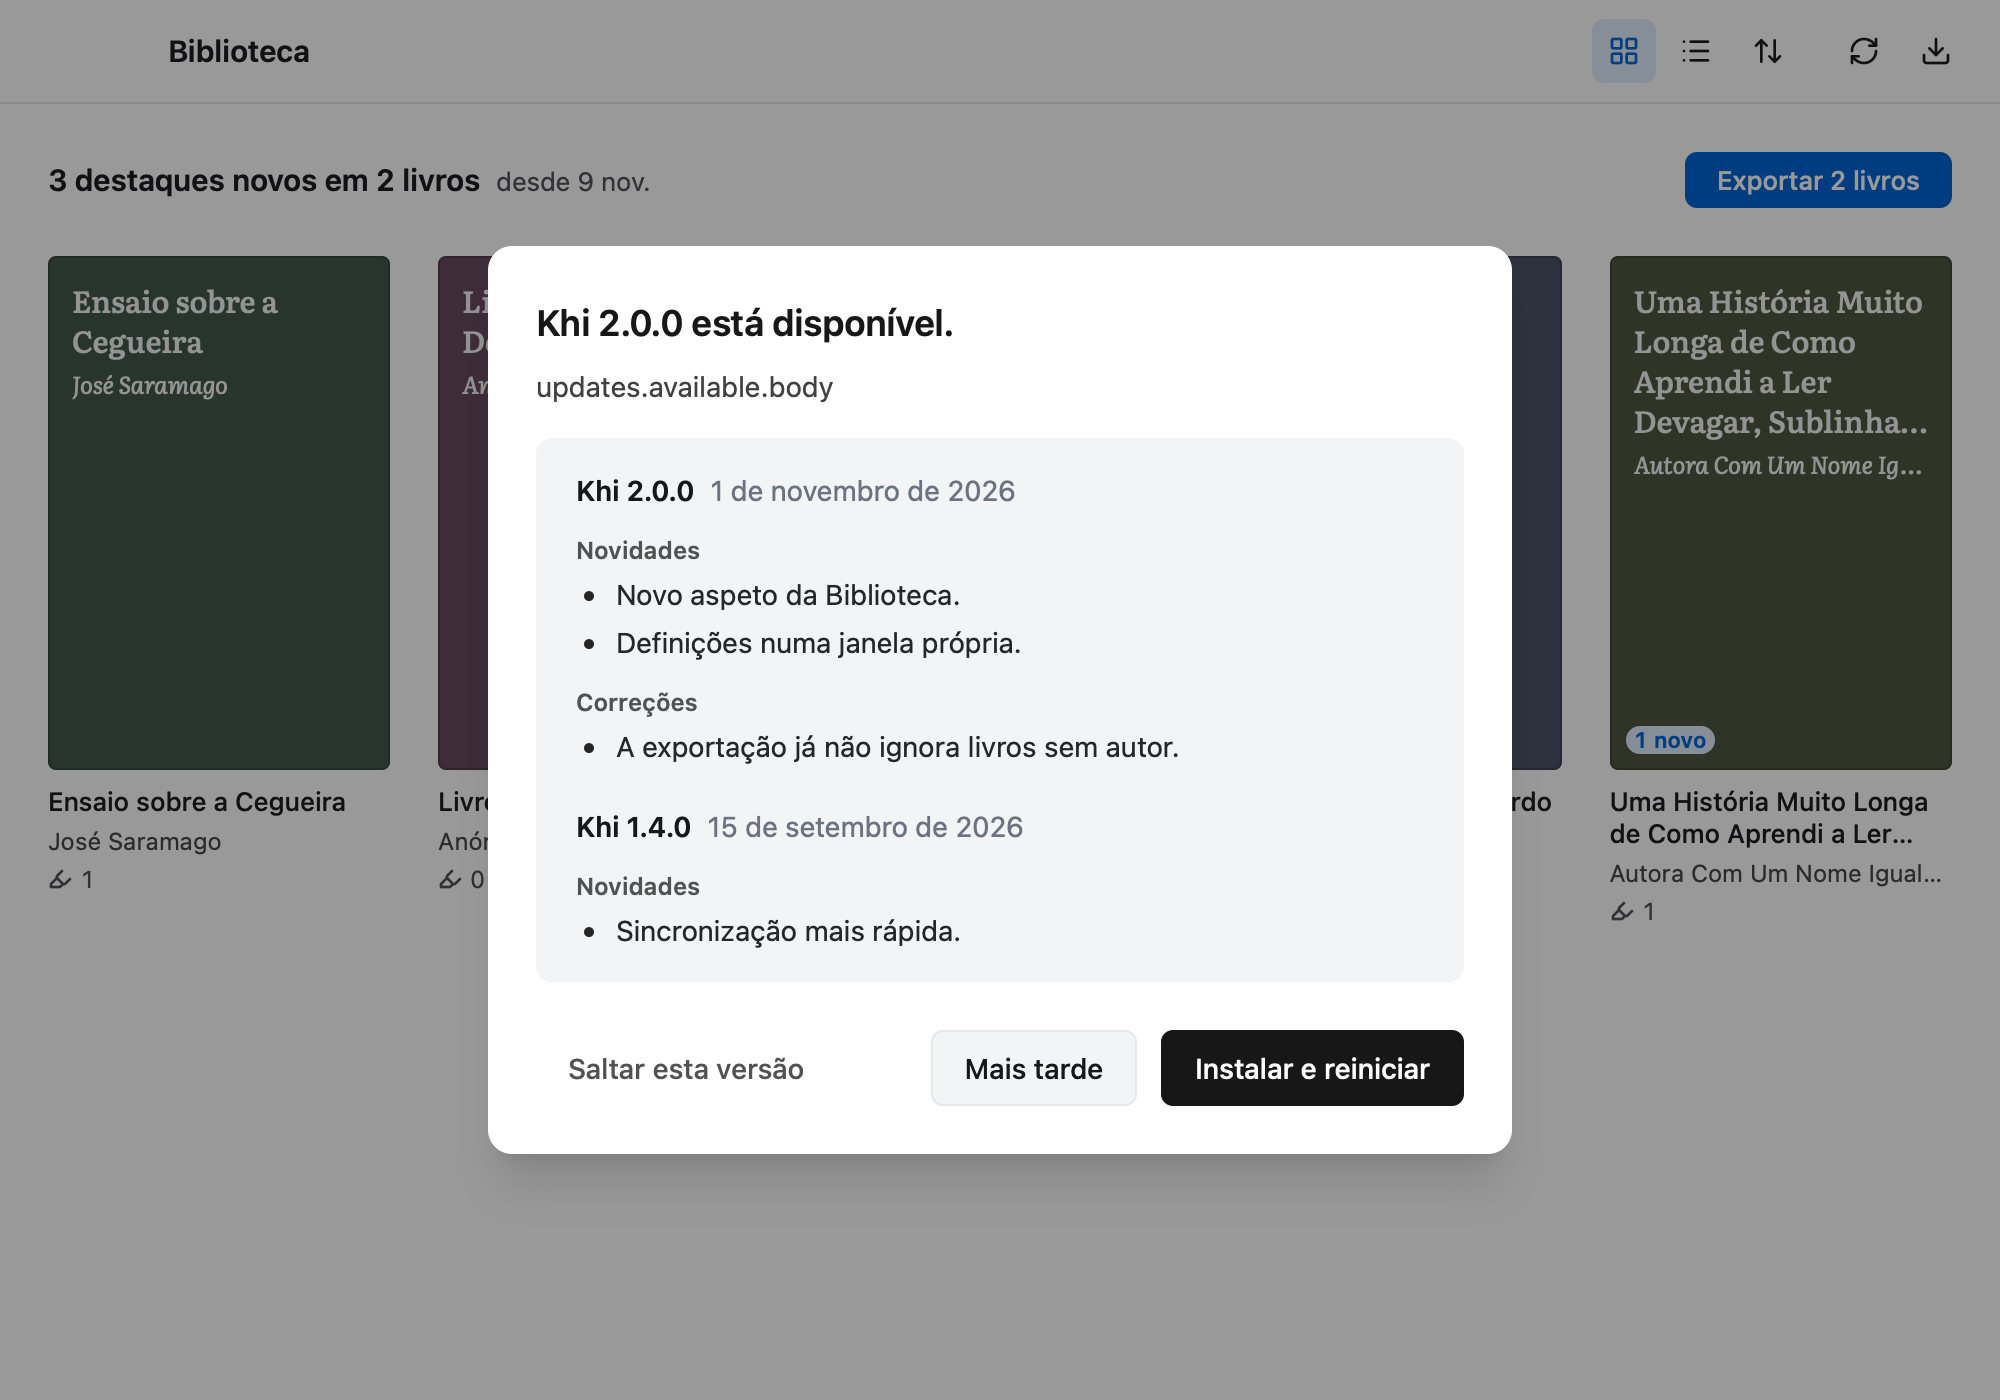 Biblioteca
3 destaques novos em 2 livros desde 9 nov.
Exportar 2 livros
Ensaio sobre a
Cegueira
José Saramago
Uma História Muito
Longa de Como
Aprendi a Ler
Devagar, Sublinha...
Autora Com Um Nome Ig...
1 novo
Ensaio sobre a Cegueira
José Saramago
1
0
Uma História Muito Longa
de Como Aprendi a Ler...
Autora Com Um Nome Igual...
1
Khi 2.0.0 está disponível.
updates.available.body
Khi 2.0.0 1 de novembro de 2026
Novidades
• Novo aspeto da Biblioteca.
• Definições numa janela própria.
Correções
• A exportação já não ignora livros sem autor.
Khi 1.4.0 15 de setembro de 2026
Novidades
• Sincronização mais rápida.
Saltar esta versão
Mais tarde
Instalar e reiniciar